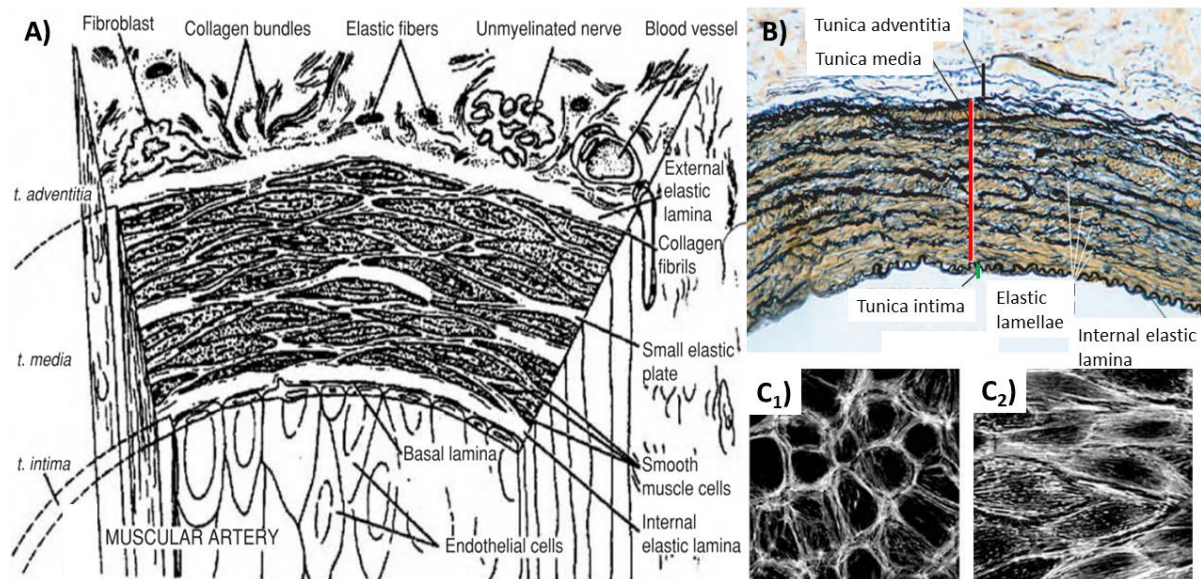 A)
Fibroblast
Collagen bundles
Elastic fibers
Unmyelinated nerve
Blood vessel
t. adventitia
External
elastic
lamina
Collagen
fibrils
t. media
Small elastic
plate
Basal lamina
Smooth
muscle cells
t. intima
MUSCULAR ARTERY
Endothelial cells
Internal
elastic lamina
B)
Tunica adventitia
Tunica media
Tunica intima
Elastic
lamellae
Internal elastic
lamina
C1)
C2)